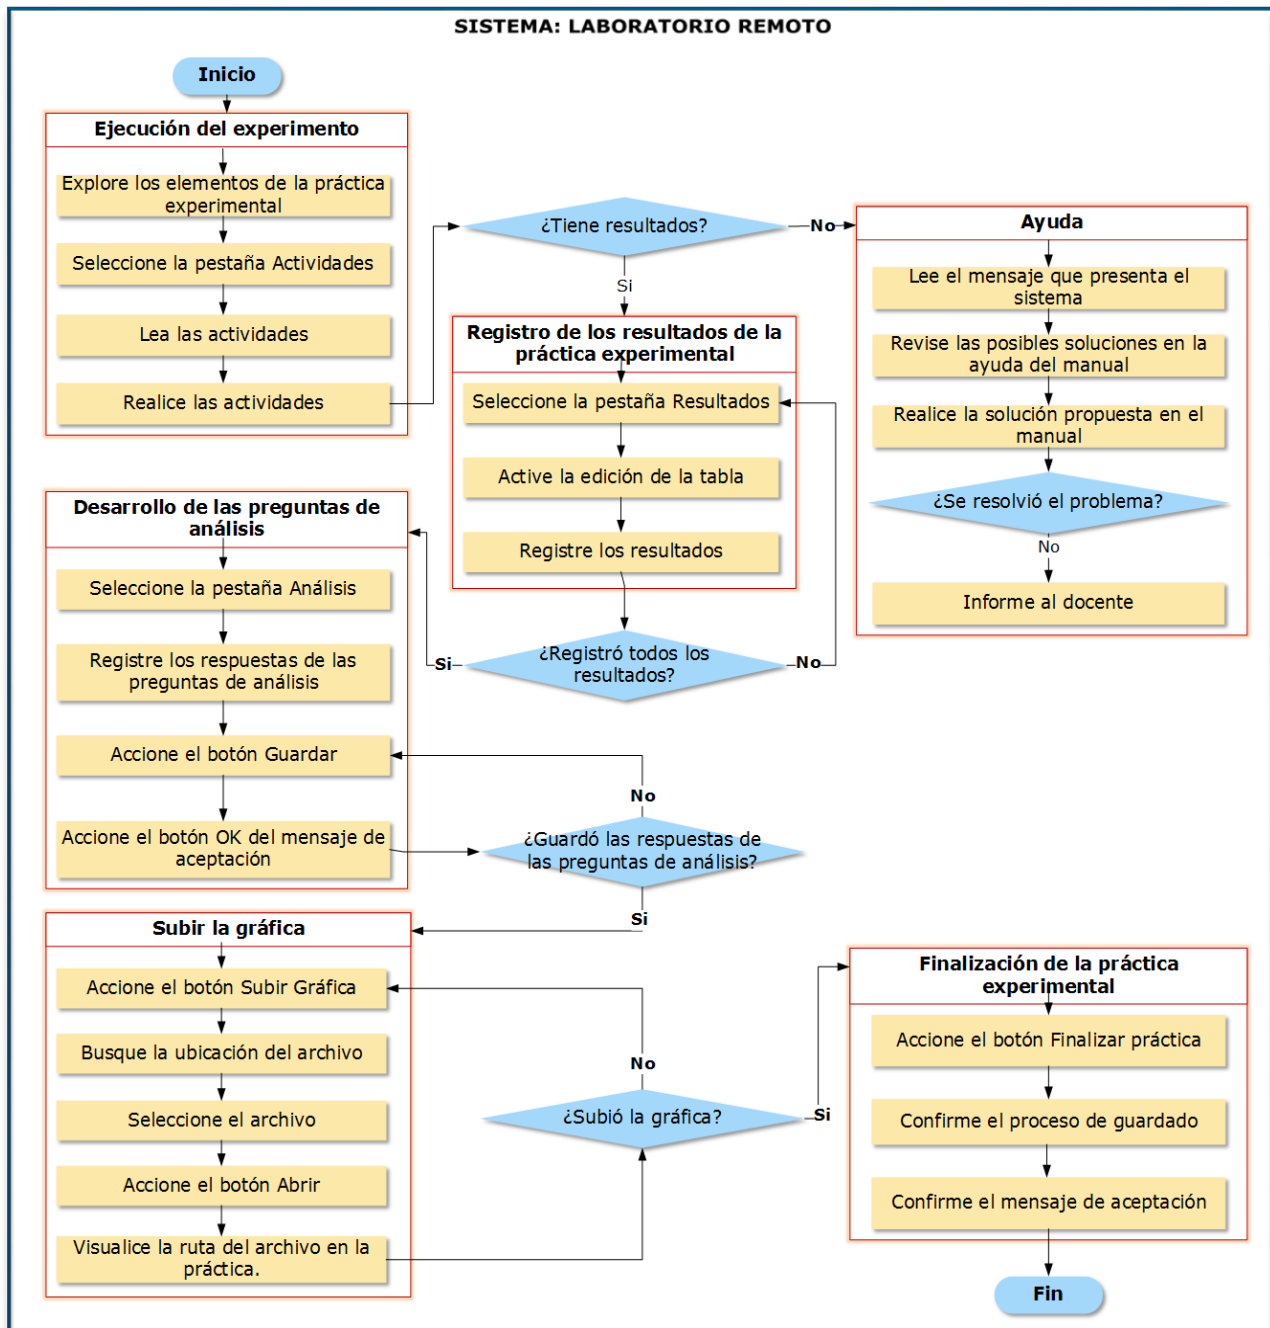 SISTEMA: LABORATORIO REMOTO
Inicio
Ejecución del experimento
Explore los elementos de la práctica
experimental
Seleccione la pestaña Actividades
Lea las actividades
Realice las actividades
¿Tiene resultados?
No
Si
Ayuda
Lee el mensaje que presenta el
sistema
Revise las posibles soluciones en la
ayuda del manual
Realice la solución propuesta en el
manual
¿Se resolvió el problema?
No
Informe al docente
Registro de los resultados de la
práctica experimental
Seleccione la pestaña Resultados
Active la edición de la tabla
Registre los resultados
¿Registró todos los
resultados?
No
Si
Desarrollo de las preguntas de
análisis
Seleccione la pestaña Análisis
Registre los respuestas de las
preguntas de análisis
Accione el botón Guardar
Accione el botón OK del mensaje de
aceptación
¿Guardó las respuestas de
las preguntas de análisis?
No
Si
Subir la gráfica
Accione el botón Subir Gráfica
Busque la ubicación del archivo
Seleccione el archivo
Accione el botón Abrir
Visualice la ruta del archivo en la
práctica.
¿Subió la gráfica?
No
Si
Finalización de la práctica
experimental
Accione el botón Finalizar práctica
Confirme el proceso de guardado
Confirme el mensaje de aceptación
Fin